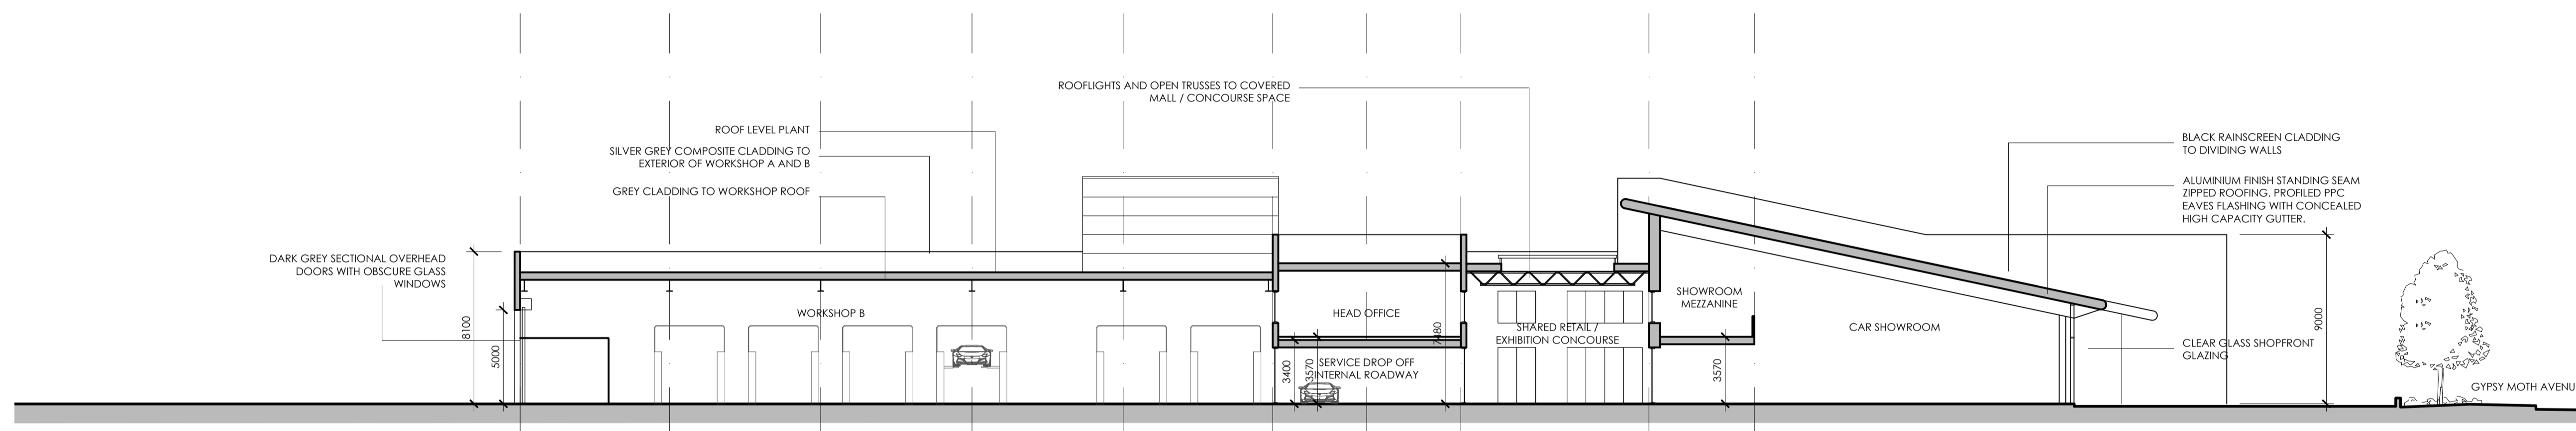 ROOFLIGHTS AND OPEN TRUSSES TO COVERED
MALL / CONCOURSE SPACE
ROOF LEVEL PLANT
SILVER GREY COMPOSITE CLADDING TO
EXTERIOR OF WORKSHOP A AND B
GREY CLADDING TO WORKSHOP ROOF
DARK GREY SECTIONAL OVERHEAD
DOORS WITH OBSCURE GLASS
WINDOWS
8100
5000
WORKSHOP B
HEAD OFFICE
7480
3400
3570
SERVICE DROP OFF
INTERNAL ROADWAY
SHARED RETAIL /
EXHIBITION CONCOURSE
SHOWROOM
MEZZANINE
3570
CAR SHOWROOM
BLACK RAINSCREEN CLADDING
TO DIVIDING WALLS
ALUMINIUM FINISH STANDING SEAM
ZIPPED ROOFING. PROFILED PPC
EAVES FLASHING WITH CONCEALED
HIGH CAPACITY GUTTER.
9000
CLEAR GLASS SHOPFRONT
GLAZING
GYPSY MOTH AVENU